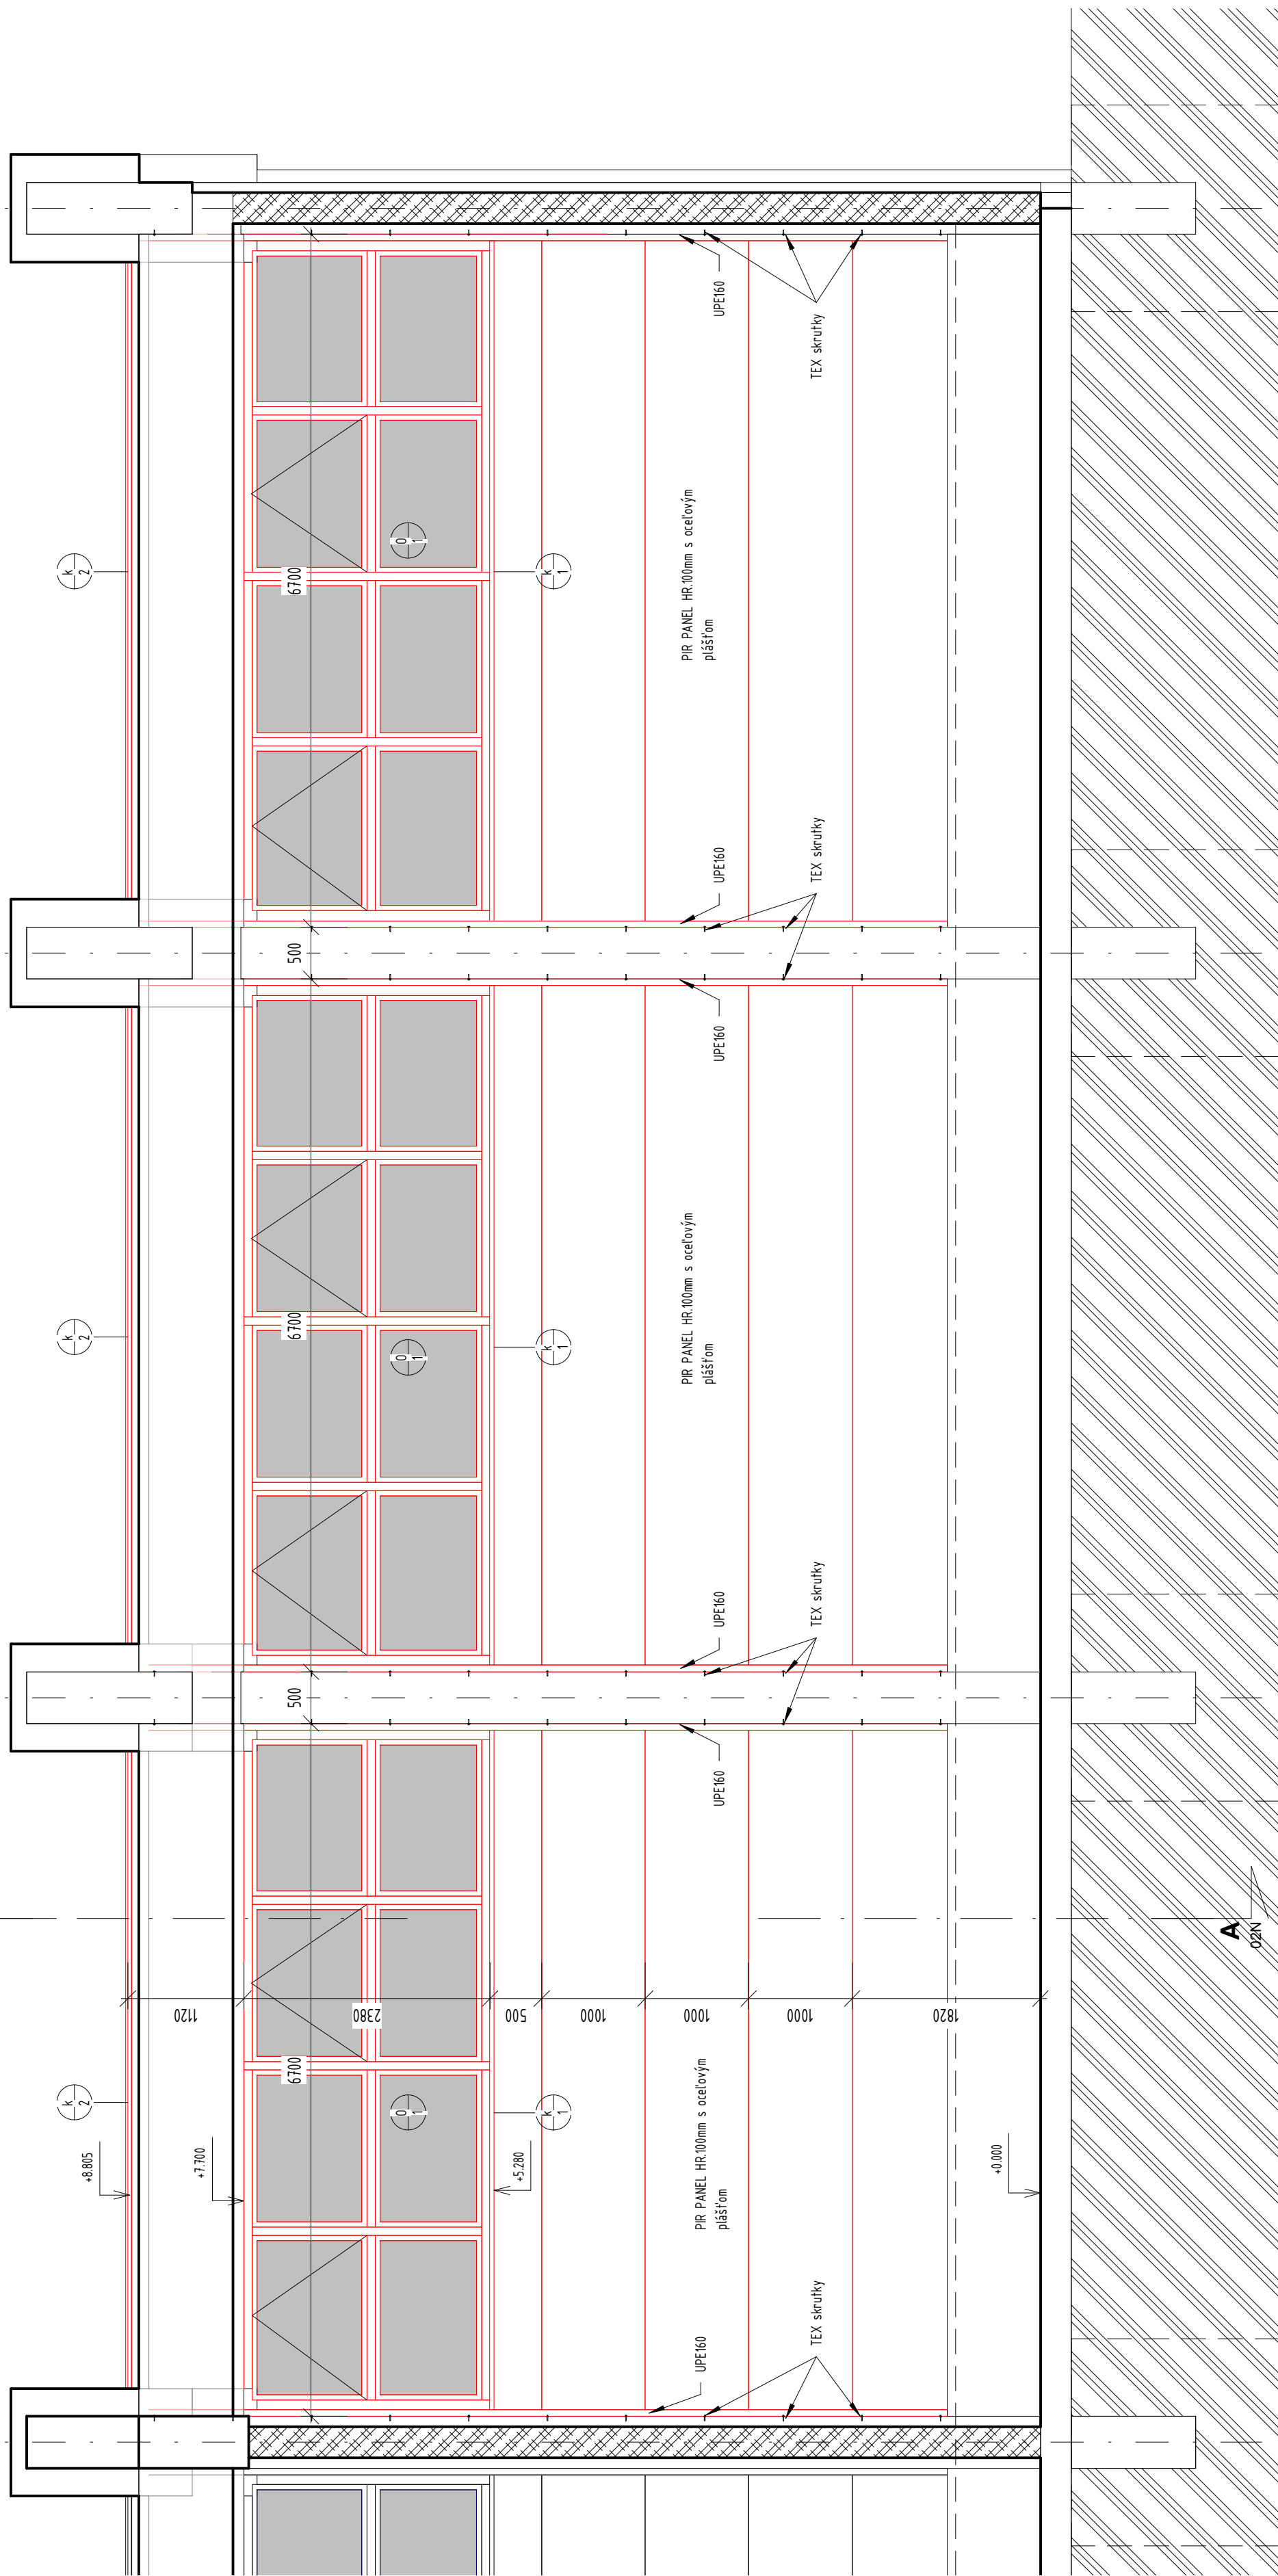 k
2
k
2
k
2
+8.805
1120
+7.700
6700
500
6700
500
6700
2380
0
1
0
1
0
1
+5.280
500
k
1
k
1
k
1
1000
1000
1000
1820
PIR PANEL HR.100mm s oceľovým
plášťom
PIR PANEL HR.100mm s oceľovým
plášťom
PIR PANEL HR.100mm s oceľovým
plášťom
UPE160
UPE160
UPE160
UPE160
UPE160
UPE160
TEX skrutky
TEX skrutky
TEX skrutky
TEX skrutky
+0.000
A
02N